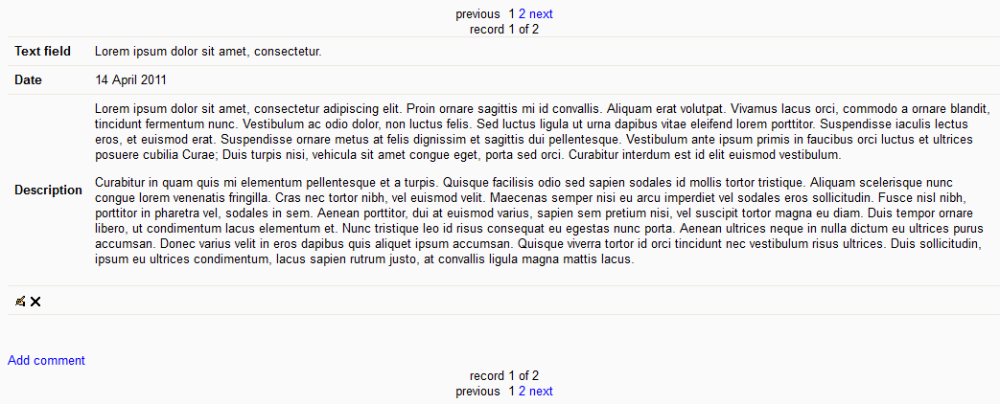 previous 1 2 next
record 1 of 2
Text field Lorem ipsum dolor sit amet, consectetur.
Date 14 April 2011
Lorem ipsum dolor sit amet, consectetur adipiscing elit. Proin ornare sagittis mi id convallis. Aliquam erat volutpat. Vivamus lacus orci, commodo a ornare blandit,
tincidunt fermentum nunc. Vestibulum ac odio dolor, non luctus felis. Sed luctus ligula ut urna dapibus vitae eleifend lorem porttitor. Suspendisse iaculis lectus
eros, et euismod erat. Suspendisse ornare metus at felis dignissim et sagittis dui pellentesque. Vestibulum ante ipsum primis in faucibus orci luctus et ultrices
posuere cubilia Curae; Duis turpis nisi, vehicula sit amet congue eget, porta sed orci. Curabitur interdum est id elit euismod vestibulum.
Description
Curabitur in quam quis mi elementum pellentesque et a turpis. Quisque facilisis odio sed sapien sodales id mollis tortor tristique. Aliquam scelerisque nunc
congue lorem venenatis fringilla. Cras nec tortor nibh, vel euismod velit. Maecenas semper nisi eu arcu imperdiet vel sodales eros sollicitudin. Fusce nisl nibh,
porttitor in pharetra vel, sodales in sem. Aenean porttitor, dui at euismod varius, sapien sem pretium nisi, vel suscipit tortor magna eu diam. Duis tempor ornare
libero, ut condimentum lacus elementum et. Nunc tristique leo id risus consequat eu egestas nunc porta. Aenean ultrices neque in nulla dictum eu ultrices purus
accumsan. Donec varius velit in eros dapibus quis aliquet ipsum accumsan. Quisque viverra tortor id orci tincidunt nec vestibulum risus ultrices. Duis sollicitudin,
ipsum eu ultrices condimentum, lacus sapien rutrum justo, at convallis ligula magna mattis lacus.
Add comment
record 1 of 2
previous 1 2 next